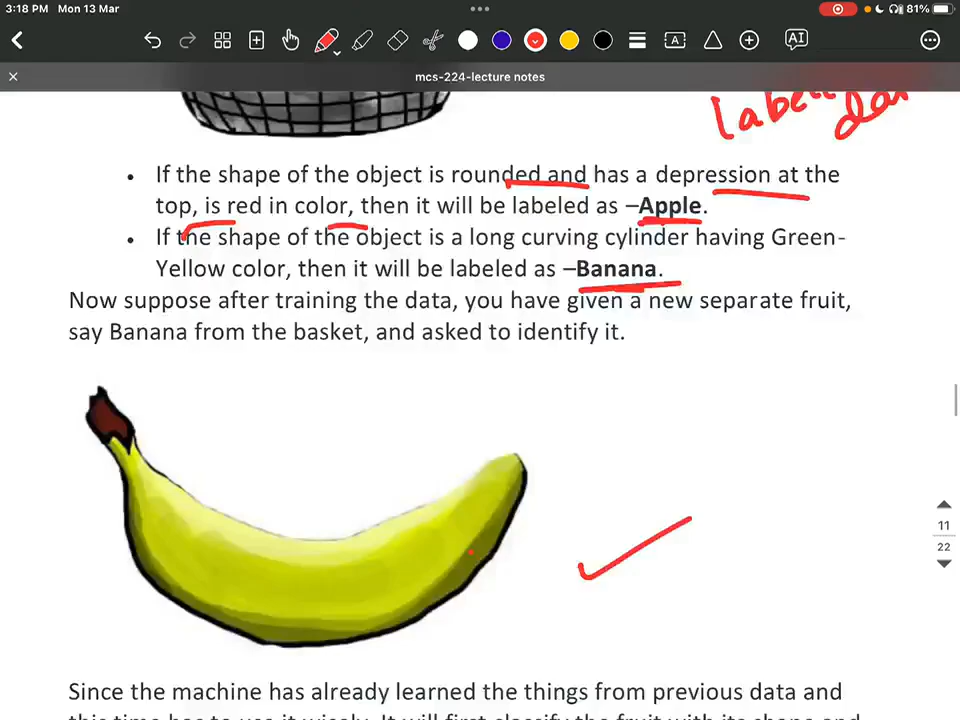 3:18 PM Mon 13 Mar
81%
A
AI
mcs-224-lecture notes
• If the shape of the object is rounded and has a depression at the
top, is red in color, then it will be labeled as –Apple.
• If the shape of the object is a long curving cylinder having Green-
Yellow color, then it will be labeled as –Banana.
Now suppose after training the data, you have given a new separate fruit,
say Banana from the basket, and asked to identify it.
11
22
Since the machine has already learned the things from previous data and